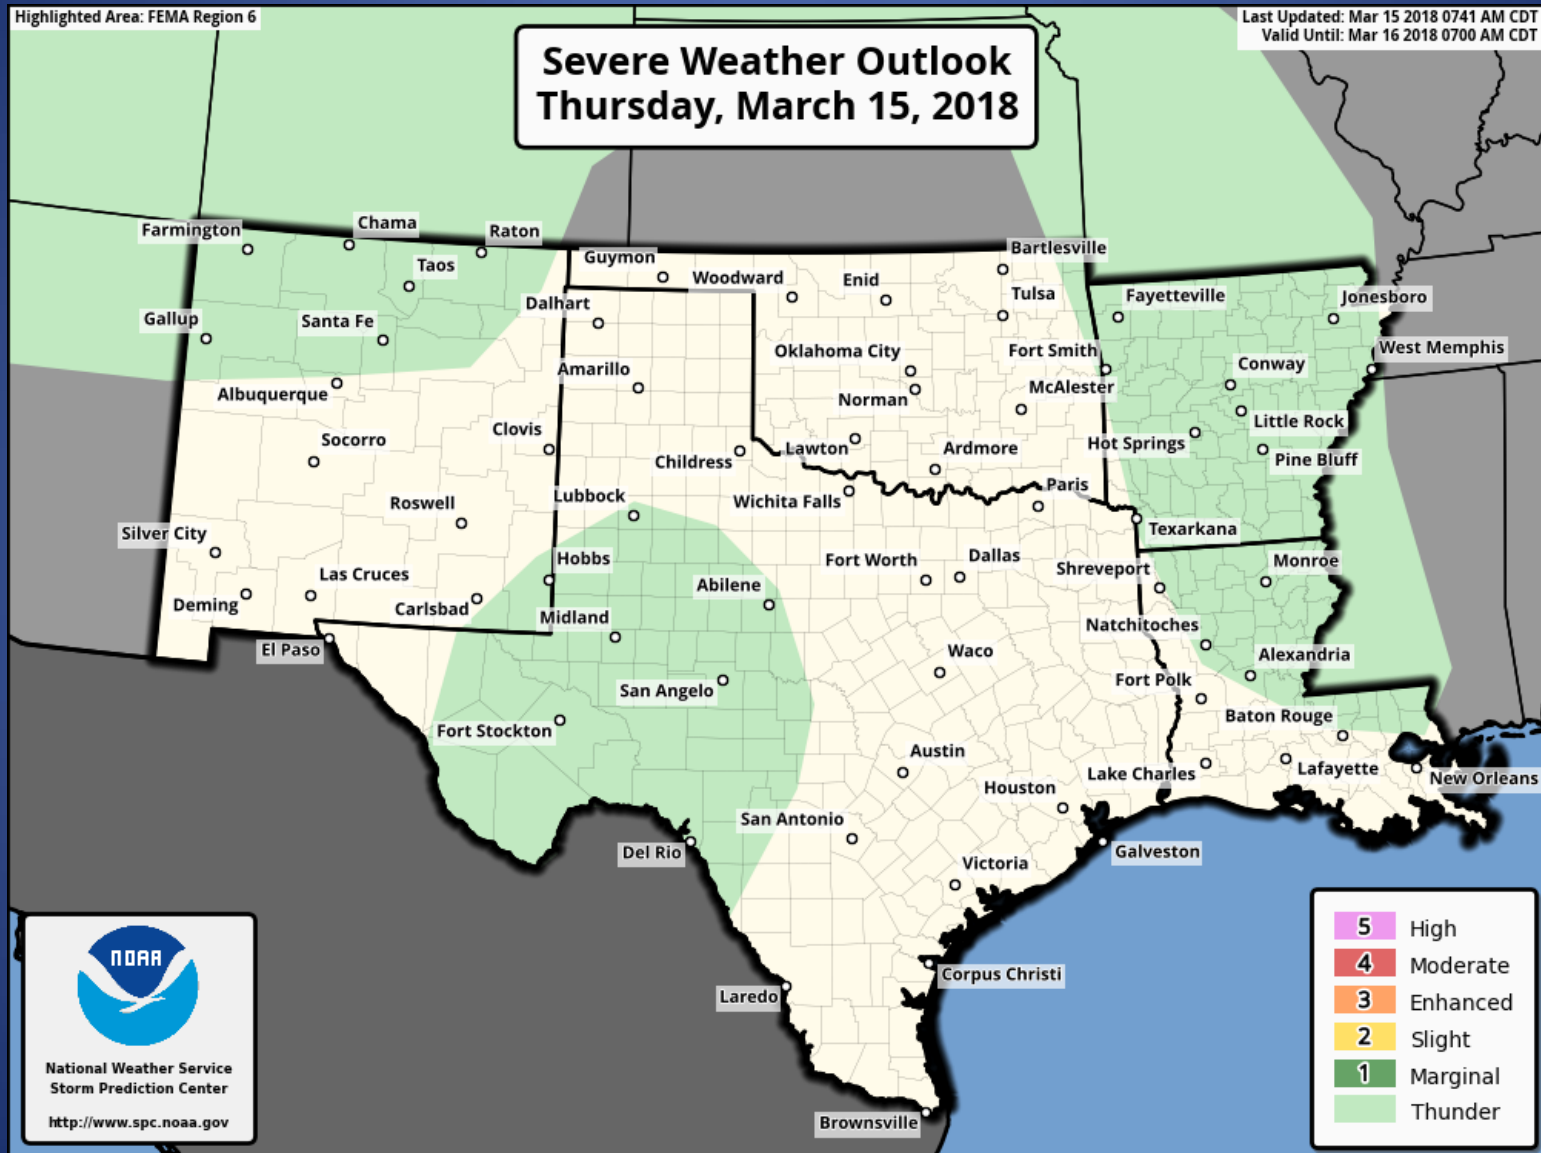 Highlighted Area: FEMA Region 6
Last Updated: Mar 15 2018 0741 AM CDT
Valid Until: Mar 16 2018 0700 AM CDT
Severe Weather Outlook
Thursday, March 15, 2018
Farmington
Chama
Raton
Taos
Gallup
Santa Fe
Albuquerque
Socorro
Clovis
Roswell
Silver City
Las Cruces
Deming
Carlsbad
Hobbs
El Paso
Guymon
Woodward
Enid
Bartlesville
Tulsa
Dalhart
Oklahoma City
Fort Smith
Amarillo
Norman
McAlester
Childress
Lawton
Ardmore
Lubbock
Wichita Falls
Paris
Fayetteville
Jonesboro
West Memphis
Conway
Little Rock
Hot Springs
Pine Bluff
Texarkana
Fort Worth
Dallas
Shreveport
Monroe
Abilene
Midland
Natchitoches
Waco
Alexandria
San Angelo
Fort Polk
Fort Stockton
Baton Rouge
Austin
Lake Charles
Lafayette
New Orleans
Houston
San Antonio
Del Rio
Galveston
Victoria
Corpus Christi
Laredo
Brownsville
NOAA
National Weather Service
Storm Prediction Center
http://www.spc.noaa.gov
5 High
4 Moderate
3 Enhanced
2 Slight
1 Marginal
Thunder